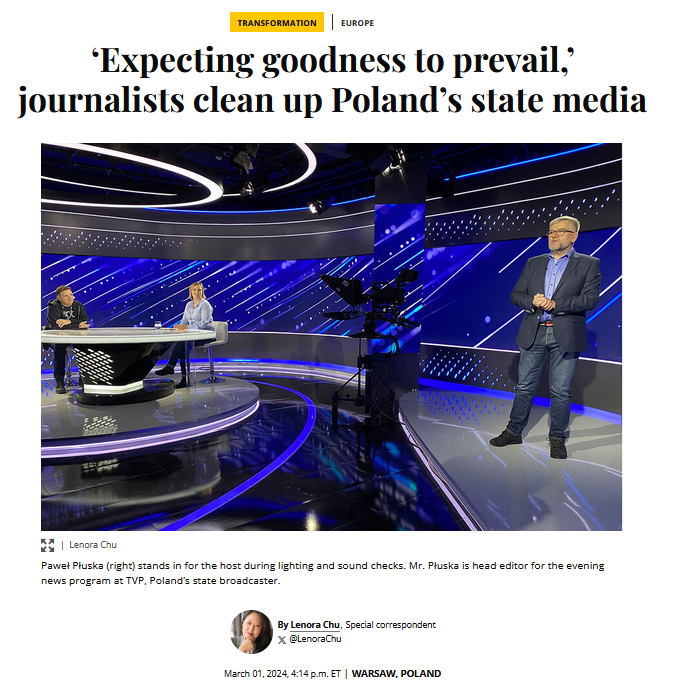 TRANSFORMATION | EUROPE
‘Expecting goodness to prevail,’
journalists clean up Poland’s state media
| Lenora Chu
Paweł Płuska (right) stands in for the host during lighting and sound checks. Mr. Płuska is head editor for the evening
news program at TVP, Poland’s state broadcaster.
By Lenora Chu, Special correspondent
@LenoraChu
March 01, 2024, 4:14 p.m. ET | WARSAW, POLAND